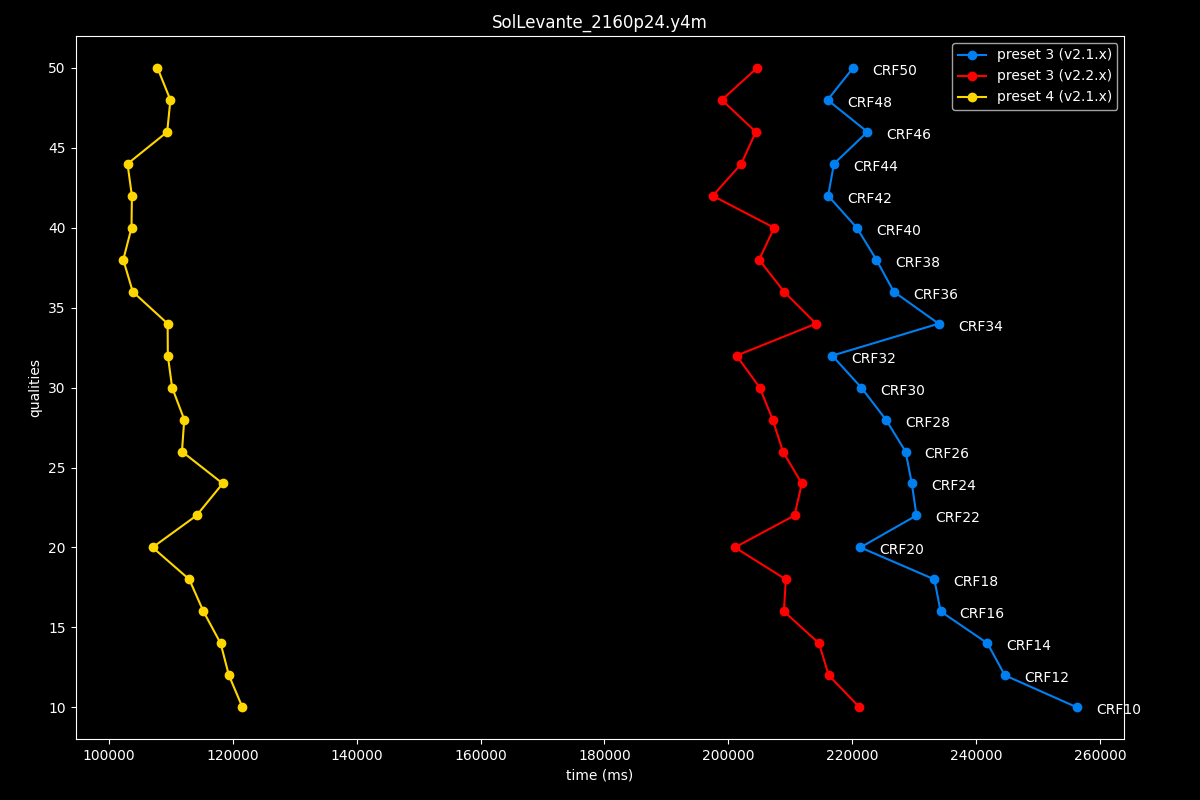 SolLevante_2160p24.y4m
preset 3 (v2.1.x)
preset 3 (v2.2.x)
preset 4 (v2.1.x)
50
45
40
35
30
25
20
15
10
qualities
CRF50
CRF48
CRF46
CRF44
CRF42
CRF40
CRF38
CRF36
CRF34
CRF32
CRF30
CRF28
CRF26
CRF24
CRF22
CRF20
CRF18
CRF16
CRF14
CRF12
CRF10
100000 120000 140000 160000 180000 200000 220000 240000 260000
time (ms)